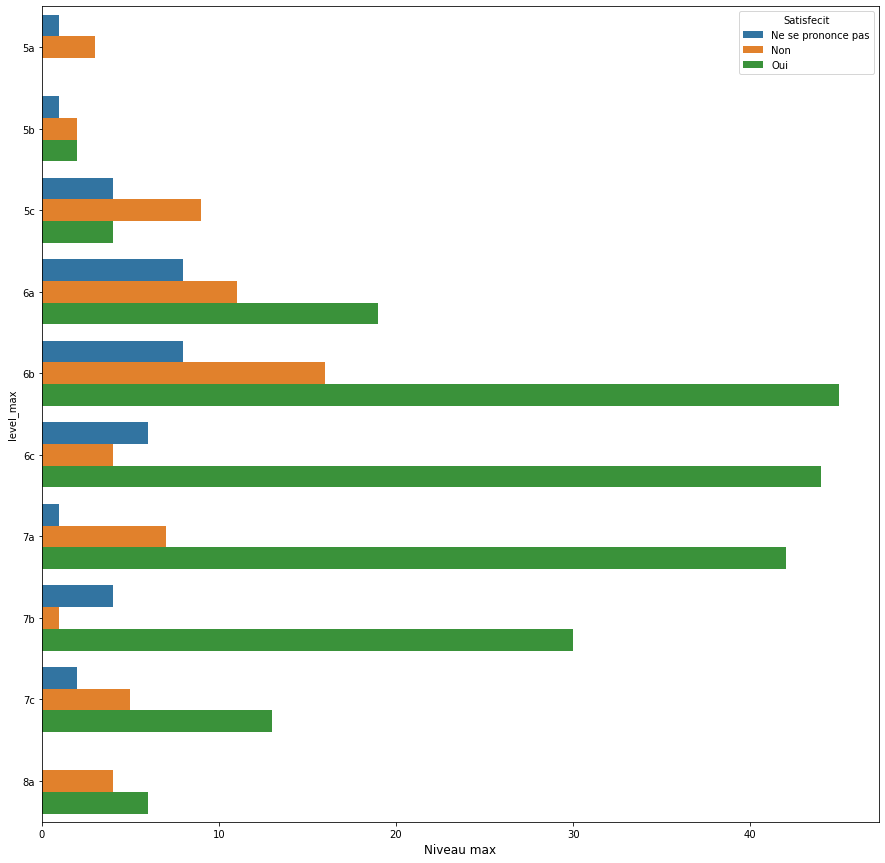 Satisfecit
Ne se prononce pas
Non
Oui
level_max
5a
5b
5c
6a
6b
6c
7a
7b
7c
8a
0 10 20 30 40
Niveau max